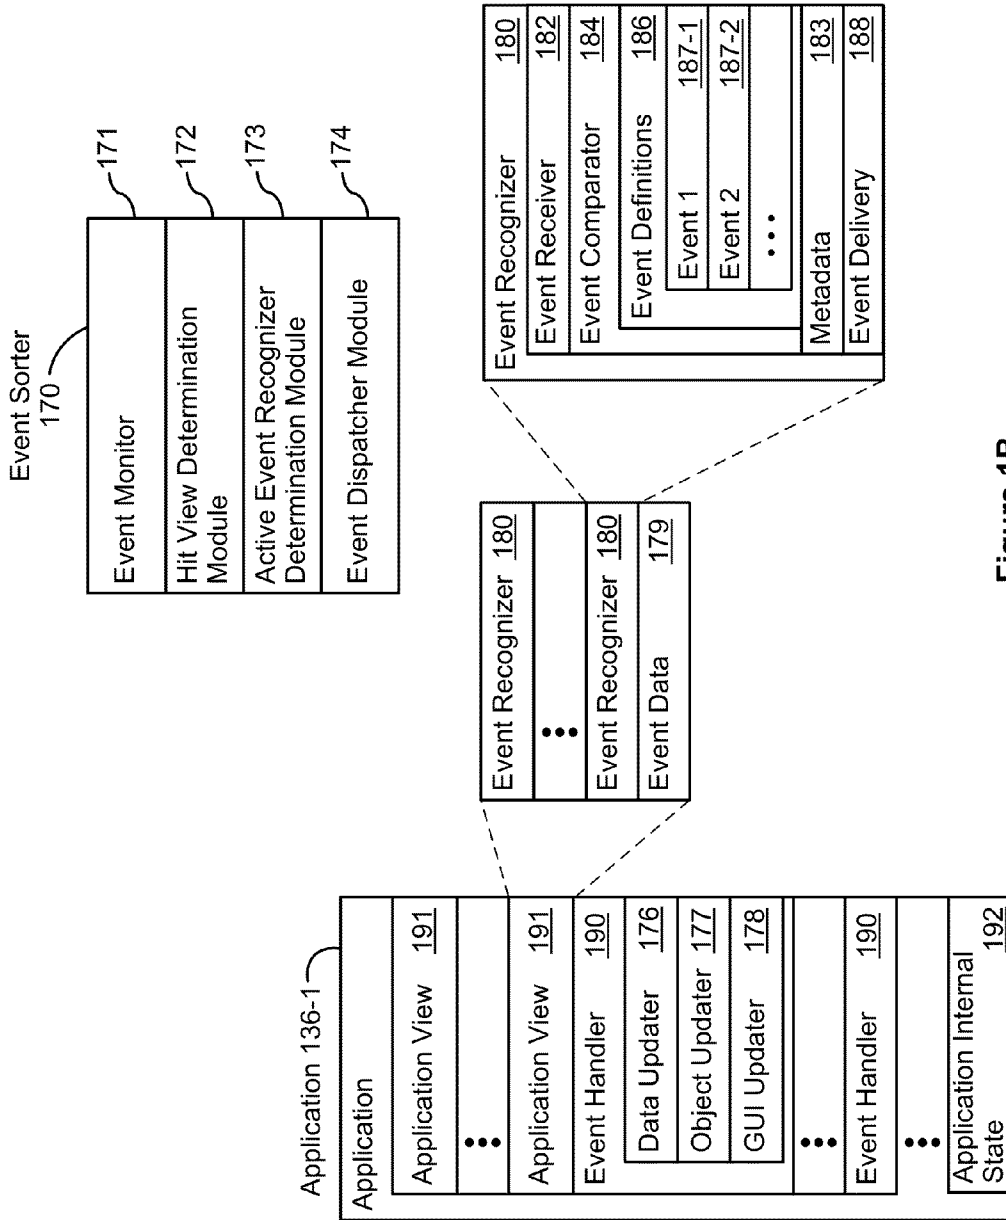 Event Sorter
170
Event Monitor
171
Hit View Determination
Module
172
Active Event Recognizer
Determination Module
173
Event Dispatcher Module
174
Application 136-1
Application
Application View 191
•••
Application View 191
Event Handler 190
Data Updater 176
Object Updater 177
GUI Updater 178
•••
Event Handler 190
•••
Application Internal
State 192
Event Recognizer 180
•••
Event Recognizer 180
Event Data 179
Event Recognizer 180
Event Receiver 182
Event Comparator 184
Event Definitions 186
Event 1 187-1
Event 2 187-2
•••
Metadata 183
Event Delivery 188
Figure 1B